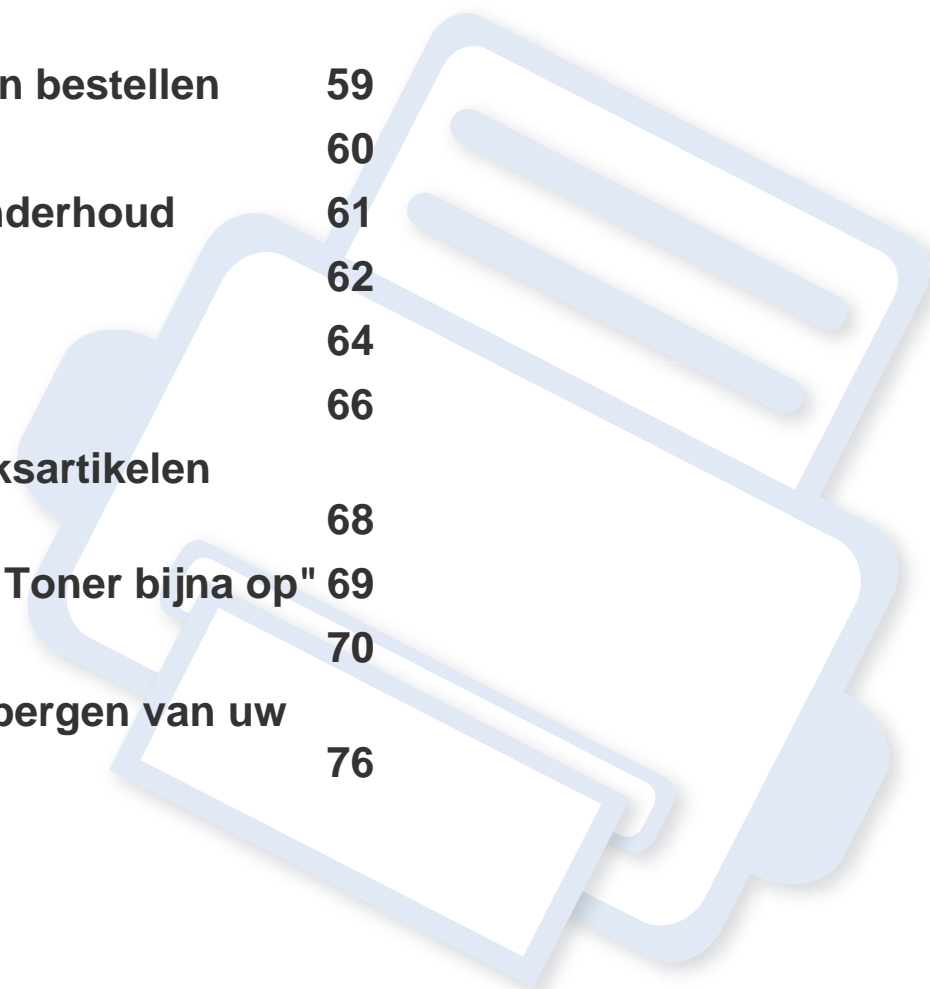 n bestellen 59
60
nderhoud 61
62
64
66
ksartikelen
68
Toner bijna op" 69
70
bergen van uw
76